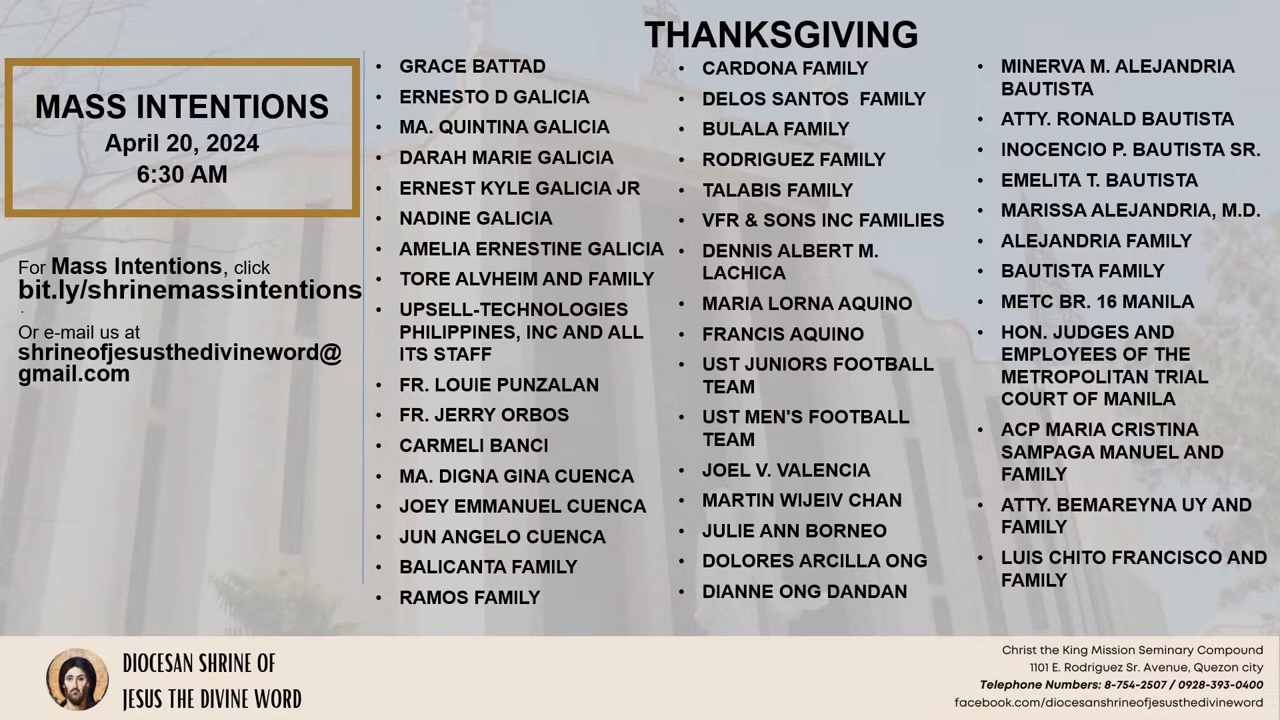 THANKSGIVING
MASS INTENTIONS
April 20, 2024
6:30 AM
For Mass Intentions, click
bit.ly/shrinemassintentions
.
Or e-mail us at
shrineofjesusthedivineword@
gmail.com
• GRACE BATTAD
• ERNESTO D GALICIA
• MA. QUINTINA GALICIA
• DARAH MARIE GALICIA
• ERNEST KYLE GALICIA JR
• NADINE GALICIA
• AMELIA ERNESTINE GALICIA
• TORE ALVHEIM AND FAMILY
• UPSELL-TECHNOLOGIES
PHILIPPINES, INC AND ALL
ITS STAFF
• FR. LOUIE PUNZALAN
• FR. JERRY ORBOS
• CARMELI BANCI
• MA. DIGNA GINA CUENCA
• JOEY EMMANUEL CUENCA
• JUN ANGELO CUENCA
• BALICANTA FAMILY
• RAMOS FAMILY
• CARDONA FAMILY
• DELOS SANTOS  FAMILY
• BULALA FAMILY
• RODRIGUEZ FAMILY
• TALABIS FAMILY
• VFR & SONS INC FAMILIES
• DENNIS ALBERT M.
LACHICA
• MARIA LORNA AQUINO
• FRANCIS AQUINO
• UST JUNIORS FOOTBALL
TEAM
• UST MEN'S FOOTBALL
TEAM
• JOEL V. VALENCIA
• MARTIN WIJEIV CHAN
• JULIE ANN BORNEO
• DOLORES ARCILLA ONG
• DIANNE ONG DANDAN
• MINERVA M. ALEJANDRIA
BAUTISTA
• ATTY. RONALD BAUTISTA
• INOCENCIO P. BAUTISTA SR.
• EMELITA T. BAUTISTA
• MARISSA ALEJANDRIA, M.D.
• ALEJANDRIA FAMILY
• BAUTISTA FAMILY
• METC BR. 16 MANILA
• HON. JUDGES AND
EMPLOYEES OF THE
METROPOLITAN TRIAL
COURT OF MANILA
• ACP MARIA CRISTINA
SAMPAGA MANUEL AND
FAMILY
• ATTY. BEMAREYNA UY AND
FAMILY
• LUIS CHITO FRANCISCO AND
FAMILY
DIOCESAN SHRINE OF
JESUS THE DIVINE WORD
Christ the King Mission Seminary Compound
1101 E. Rodriguez Sr. Avenue, Quezon city
Telephone Numbers: 8-754-2507 / 0928-393-0400
facebook.com/diocesanshrineofjesusthedivineword